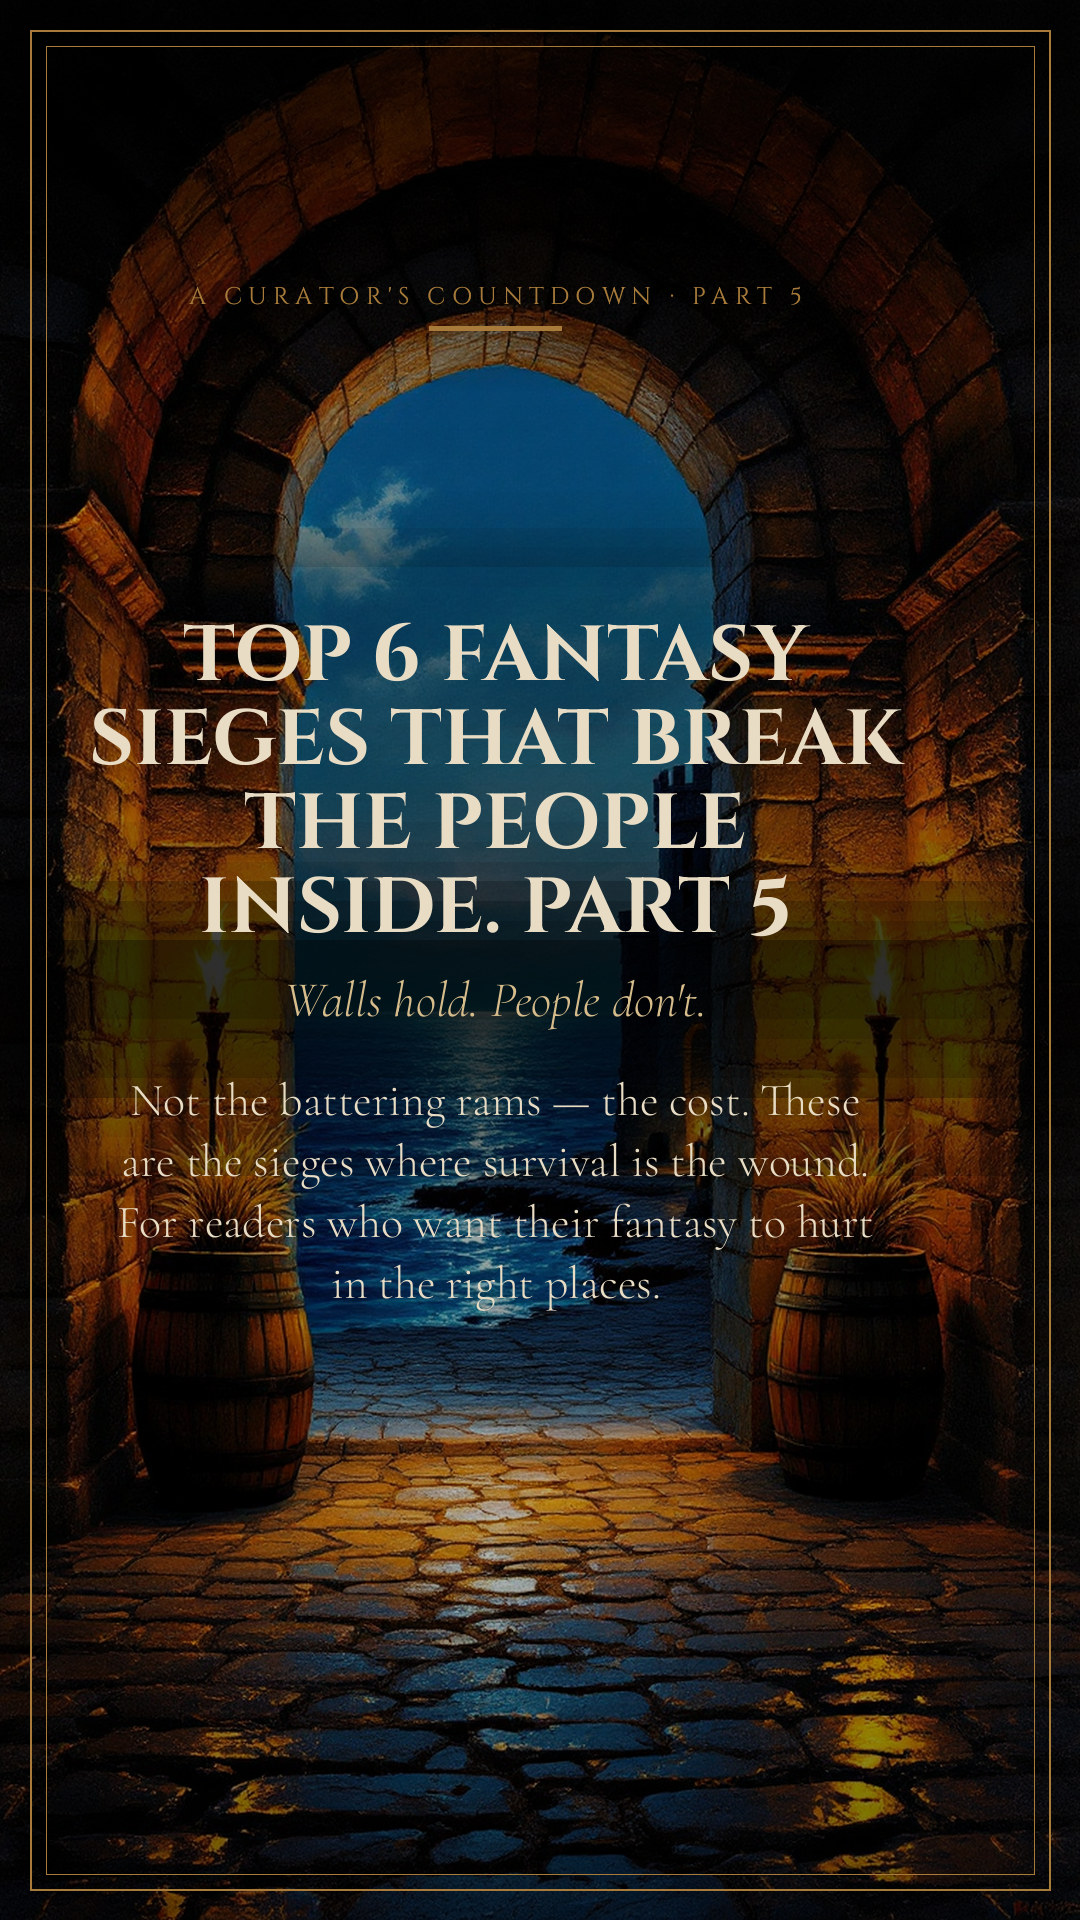 A CURATOR'S COUNTDOWN · PART 5
TOP 6 FANTASY
SIEGES THAT BREAK
THE PEOPLE
INSIDE. PART 5
Walls hold. People don't.
Not the battering rams — the cost. These
are the sieges where survival is the wound.
For readers who want their fantasy to hurt
in the right places.